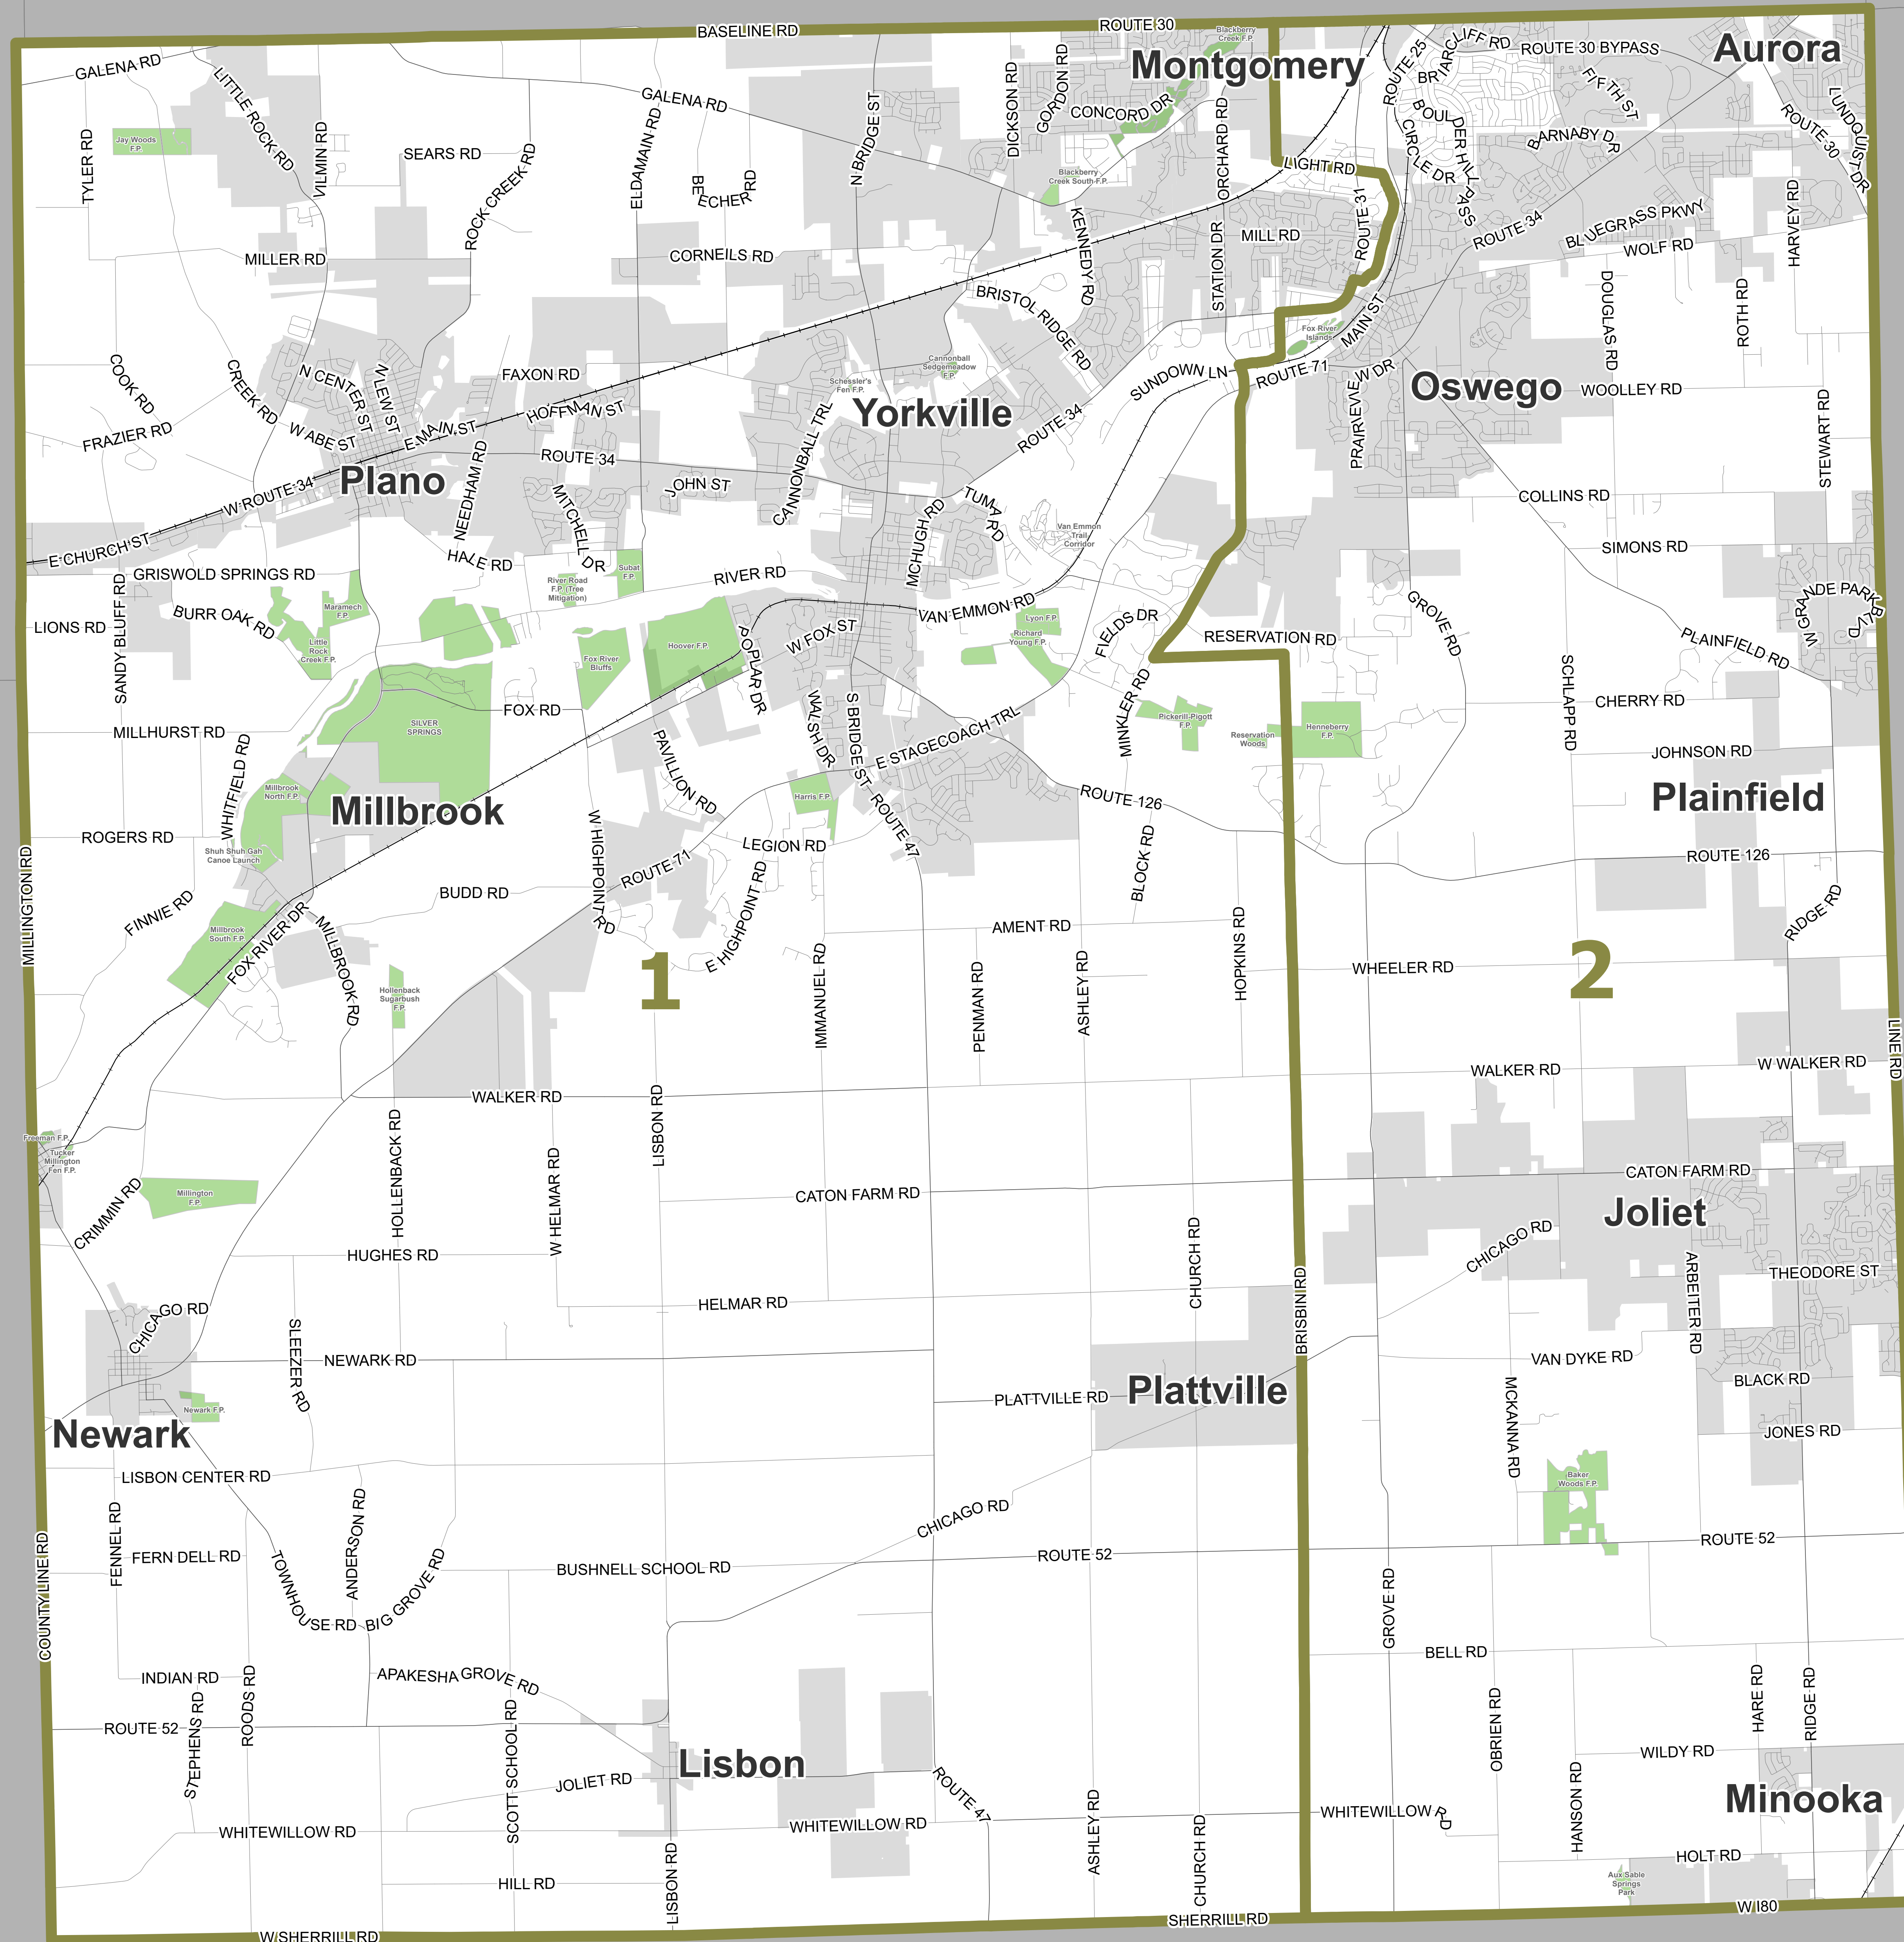 BASELINE RD
ROUTE 30
Blackberry
Creek F.P.
Montgomery
Aurora
ROUTE 25
BRIARCLIFF RD
ROUTE 30 BYPASS
FIFTH ST
GALENA RD
LITTLE ROCK RD
GALENA RD
DICKSON RD
GORDON RD
CONCORD DR
ORCHARD RD
BOULDER HILL PASS
CIRCLE DR
BARNABY DR
ROUTE 30
LUNDQUIST DR
TYLER RD
Jay Woods
F.P.
VILMIN RD
SEARS RD
ROCK CREEK RD
ELDAMAIN RD
BEECHER RD
N BRIDGE ST
Blackberry
Creek South F.P.
LIGHT RD
ROUTE 31
MILLER RD
CORNEILS RD
KENNEDY RD
STATION DR
MILL RD
ROUTE 34
BLUEGRASS PKWY
WOLF RD
HARVEY RD
BRISTOL RIDGE RD
MAIN ST
Fox River
Islands
DOUGLAS RD
ROTH RD
COOK RD
CREEK RD
N CENTER ST
N LEW ST
FAXON RD
HOFFMAN ST
Schessler's
Fen F.P.
Cannonball
Sedgemeadow
F.P.
SUNDOWN LN
ROUTE 71
PRAIRIEVIEW DR
Oswego
WOOLLEY RD
STEWART RD
FRAZIER RD
W ABE ST
E MAIN ST
Yorkville
ROUTE 34
Plano
NEEDHAM RD
ROUTE 34
CANNONBALL TRL
JOHN ST
W ROUTE 34
MITCHELL DR
TUMA RD
MCHUGH RD
Van Emmon
Trail
Corridor
COLLINS RD
E CHURCH ST
HALE RD
SIMONS RD
GRISWOLD SPRINGS RD
River Road
F.P. (Tree
Mitigation)
Subat
F.P.
RIVER RD
SANDY BLUFF RD
BURR OAK RD
Maramech
F.P.
VAN EMMON RD
Lyon F.P.
FIELDS DR
GROVE RD
W GRANDE PARK BLVD
LIONS RD
Little
Rock
Creek F.P.
Fox River
Bluffs
Hoover F.P.
POPLAR DR
W FOX ST
Richard
Young F.P.
RESERVATION RD
PLAINFIELD RD
SCHLAPP RD
CHERRY RD
MILLHURST RD
SILVER
SPRINGS
FOX RD
WALSH DR
S BRIDGE ST
E STAGECOACH TRL
MINKLER RD
Pickerill-Pigott
F.P.
Reservation
Woods
Henneberry
F.P.
JOHNSON RD
WHITFIELD RD
PAVILLION RD
Millbrook
North F.P.
Millbrook
Harris F.P.
ROUTE 47
ROUTE 126
Plainfield
ROGERS RD
Shuh Shuh Gah
Canoe Launch
W HIGHPOINT RD
LEGION RD
BLOCK RD
ROUTE 126
MILLINGTON RD
FINNIE RD
BUDD RD
ROUTE 71
E HIGHPOINT RD
HOPKINS RD
RIDGE RD
Millbrook
South F.P.
FOX RIVER DR
MILLBROOK RD
AMENT RD
1
2
Hollenback
Sugarbush
F.P.
IMMANUEL RD
PENMAN RD
ASHLEY RD
WHEELER RD
LINE RD
WALKER RD
LISBON RD
WALKER RD
W WALKER RD
Freeman F.P.
Tucker
Millington
Fen F.P.
CRIMMIN RD
Millington
F.P.
HOLLENBACK RD
W HELMAR RD
CATON FARM RD
CATON FARM RD
Joliet
HUGHES RD
CHURCH RD
CHICAGO RD
ARBEITER RD
THEODORE ST
CHICAGO RD
HELMAR RD
BRISBIN RD
SLEEZER RD
NEWARK RD
VAN DYKE RD
Plattville
PLATTVILLE RD
MCKANNA RD
BLACK RD
Newark F.P.
Newark
JONES RD
LISBON CENTER RD
Baker
Woods F.P.
FENNEL RD
ANDERSON RD
CHICAGO RD
FERN DELL RD
TOWNHOUSE RD
BIG GROVE RD
BUSHNELL SCHOOL RD
ROUTE 52
ROUTE 52
COUNTY LINE RD
GROVE RD
INDIAN RD
APAKESHA GROVE RD
BELL RD
STEPHENS RD
ROODS RD
ROUTE 52
SCOTT SCHOOL RD
OBRIEN RD
HARE RD
RIDGE RD
Lisbon
JOLIET RD
ROUTE 47
WILDY RD
HANSON RD
Minooka
WHITEWILLOW RD
WHITEWILLOW RD
ASHLEY RD
CHURCH RD
WHITEWILLOW RD
LISBON RD
HILL RD
HOLT RD
Aux Sable
Springs
Park
SHERRILL RD
W I80
W SHERRILL RD